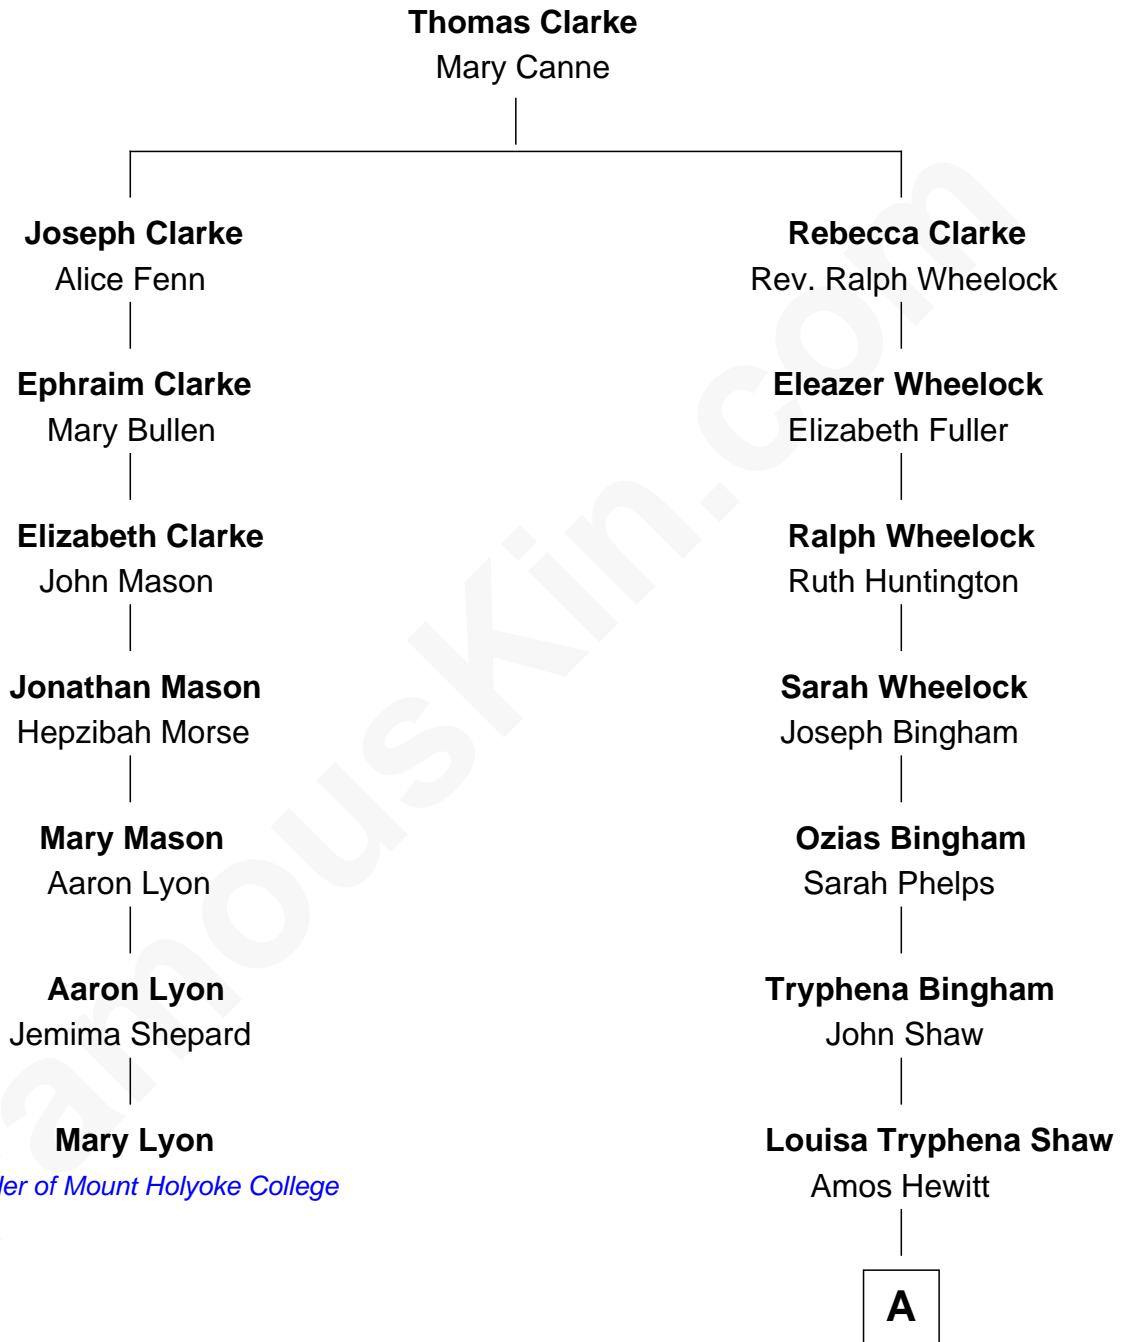 Thomas Clarke
Mary Canne
Joseph Clarke
Alice Fenn
Rebecca Clarke
Rev. Ralph Wheelock
Ephraim Clarke
Mary Bullen
Eleazer Wheelock
Elizabeth Fuller
Elizabeth Clarke
John Mason
Ralph Wheelock
Ruth Huntington
Jonathan Mason
Hepzibah Morse
Sarah Wheelock
Joseph Bingham
Mary Mason
Aaron Lyon
Ozias Bingham
Sarah Phelps
Aaron Lyon
Jemima Shepard
Tryphena Bingham
John Shaw
Mary Lyon
der of Mount Holyoke College
Louisa Tryphena Shaw
Amos Hewitt
A
amouskin.com